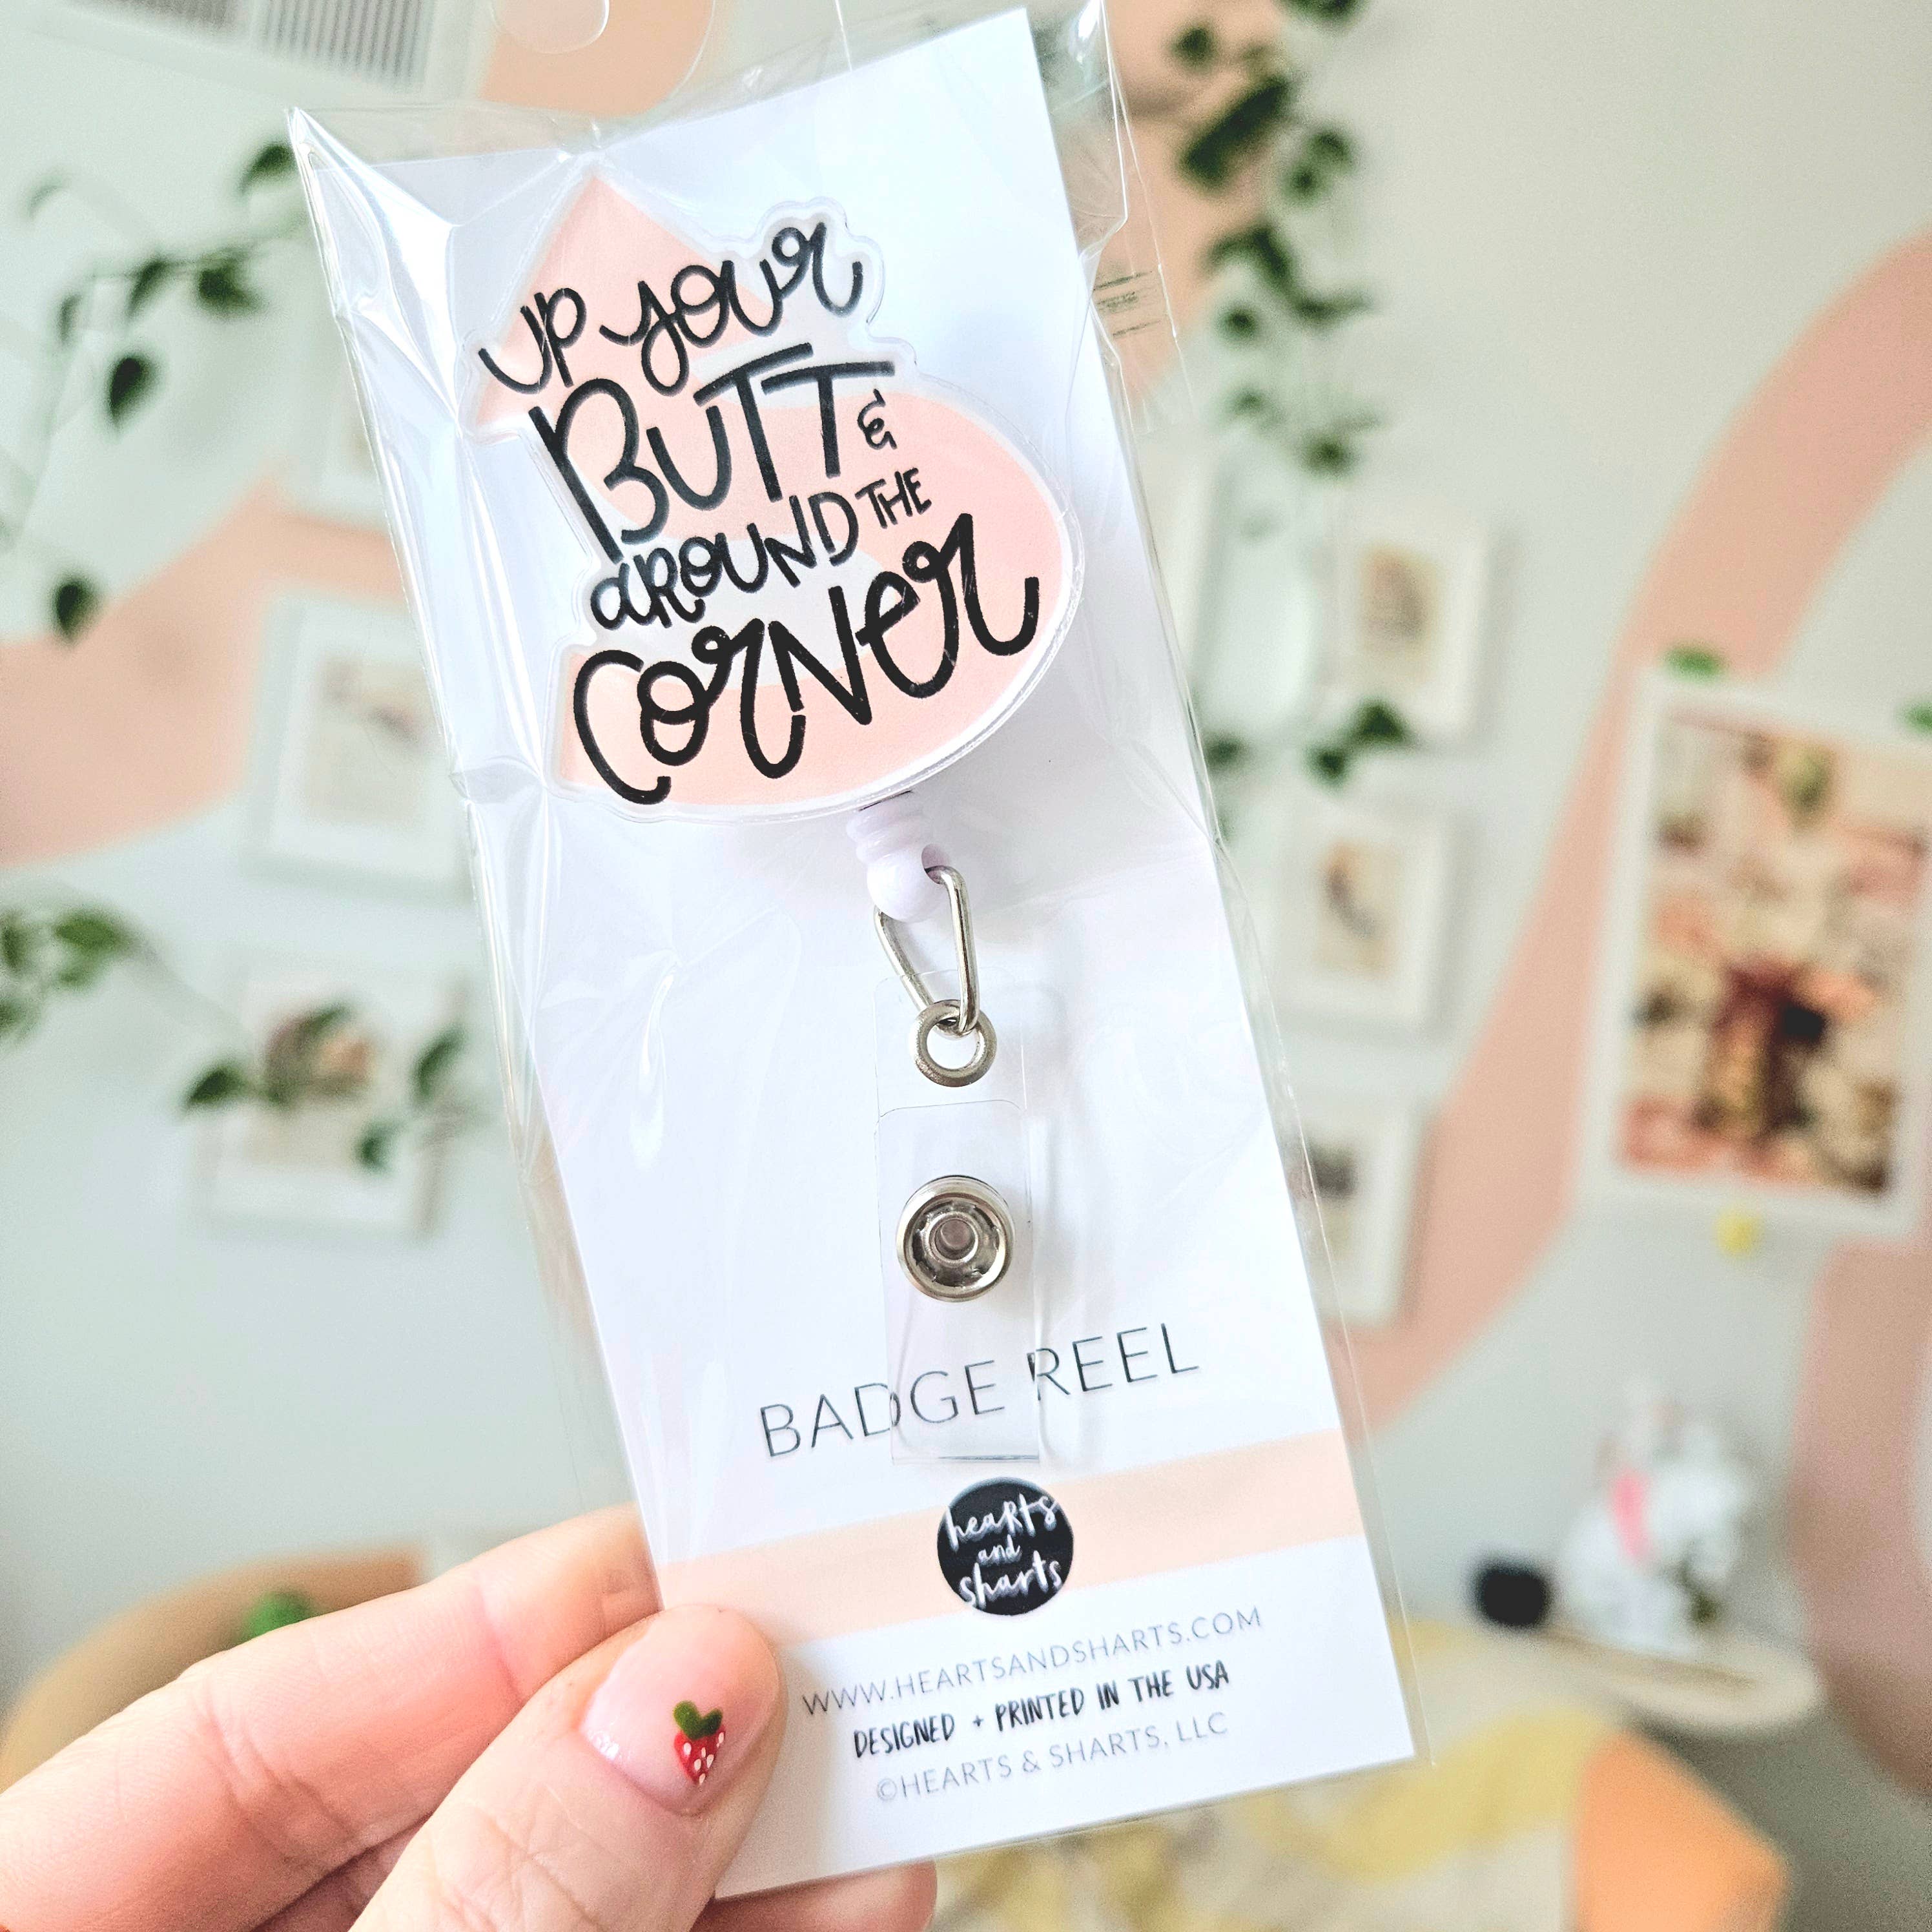 UP your
BUTT &
aROUND THE
CorNer
BADGE REEL
heaRts
and
sharts
WWW.HEARTSANDSHARTS.COM
DESIGNED + PRINTED IN THE USA
©HEARTS & SHARTS, LLC